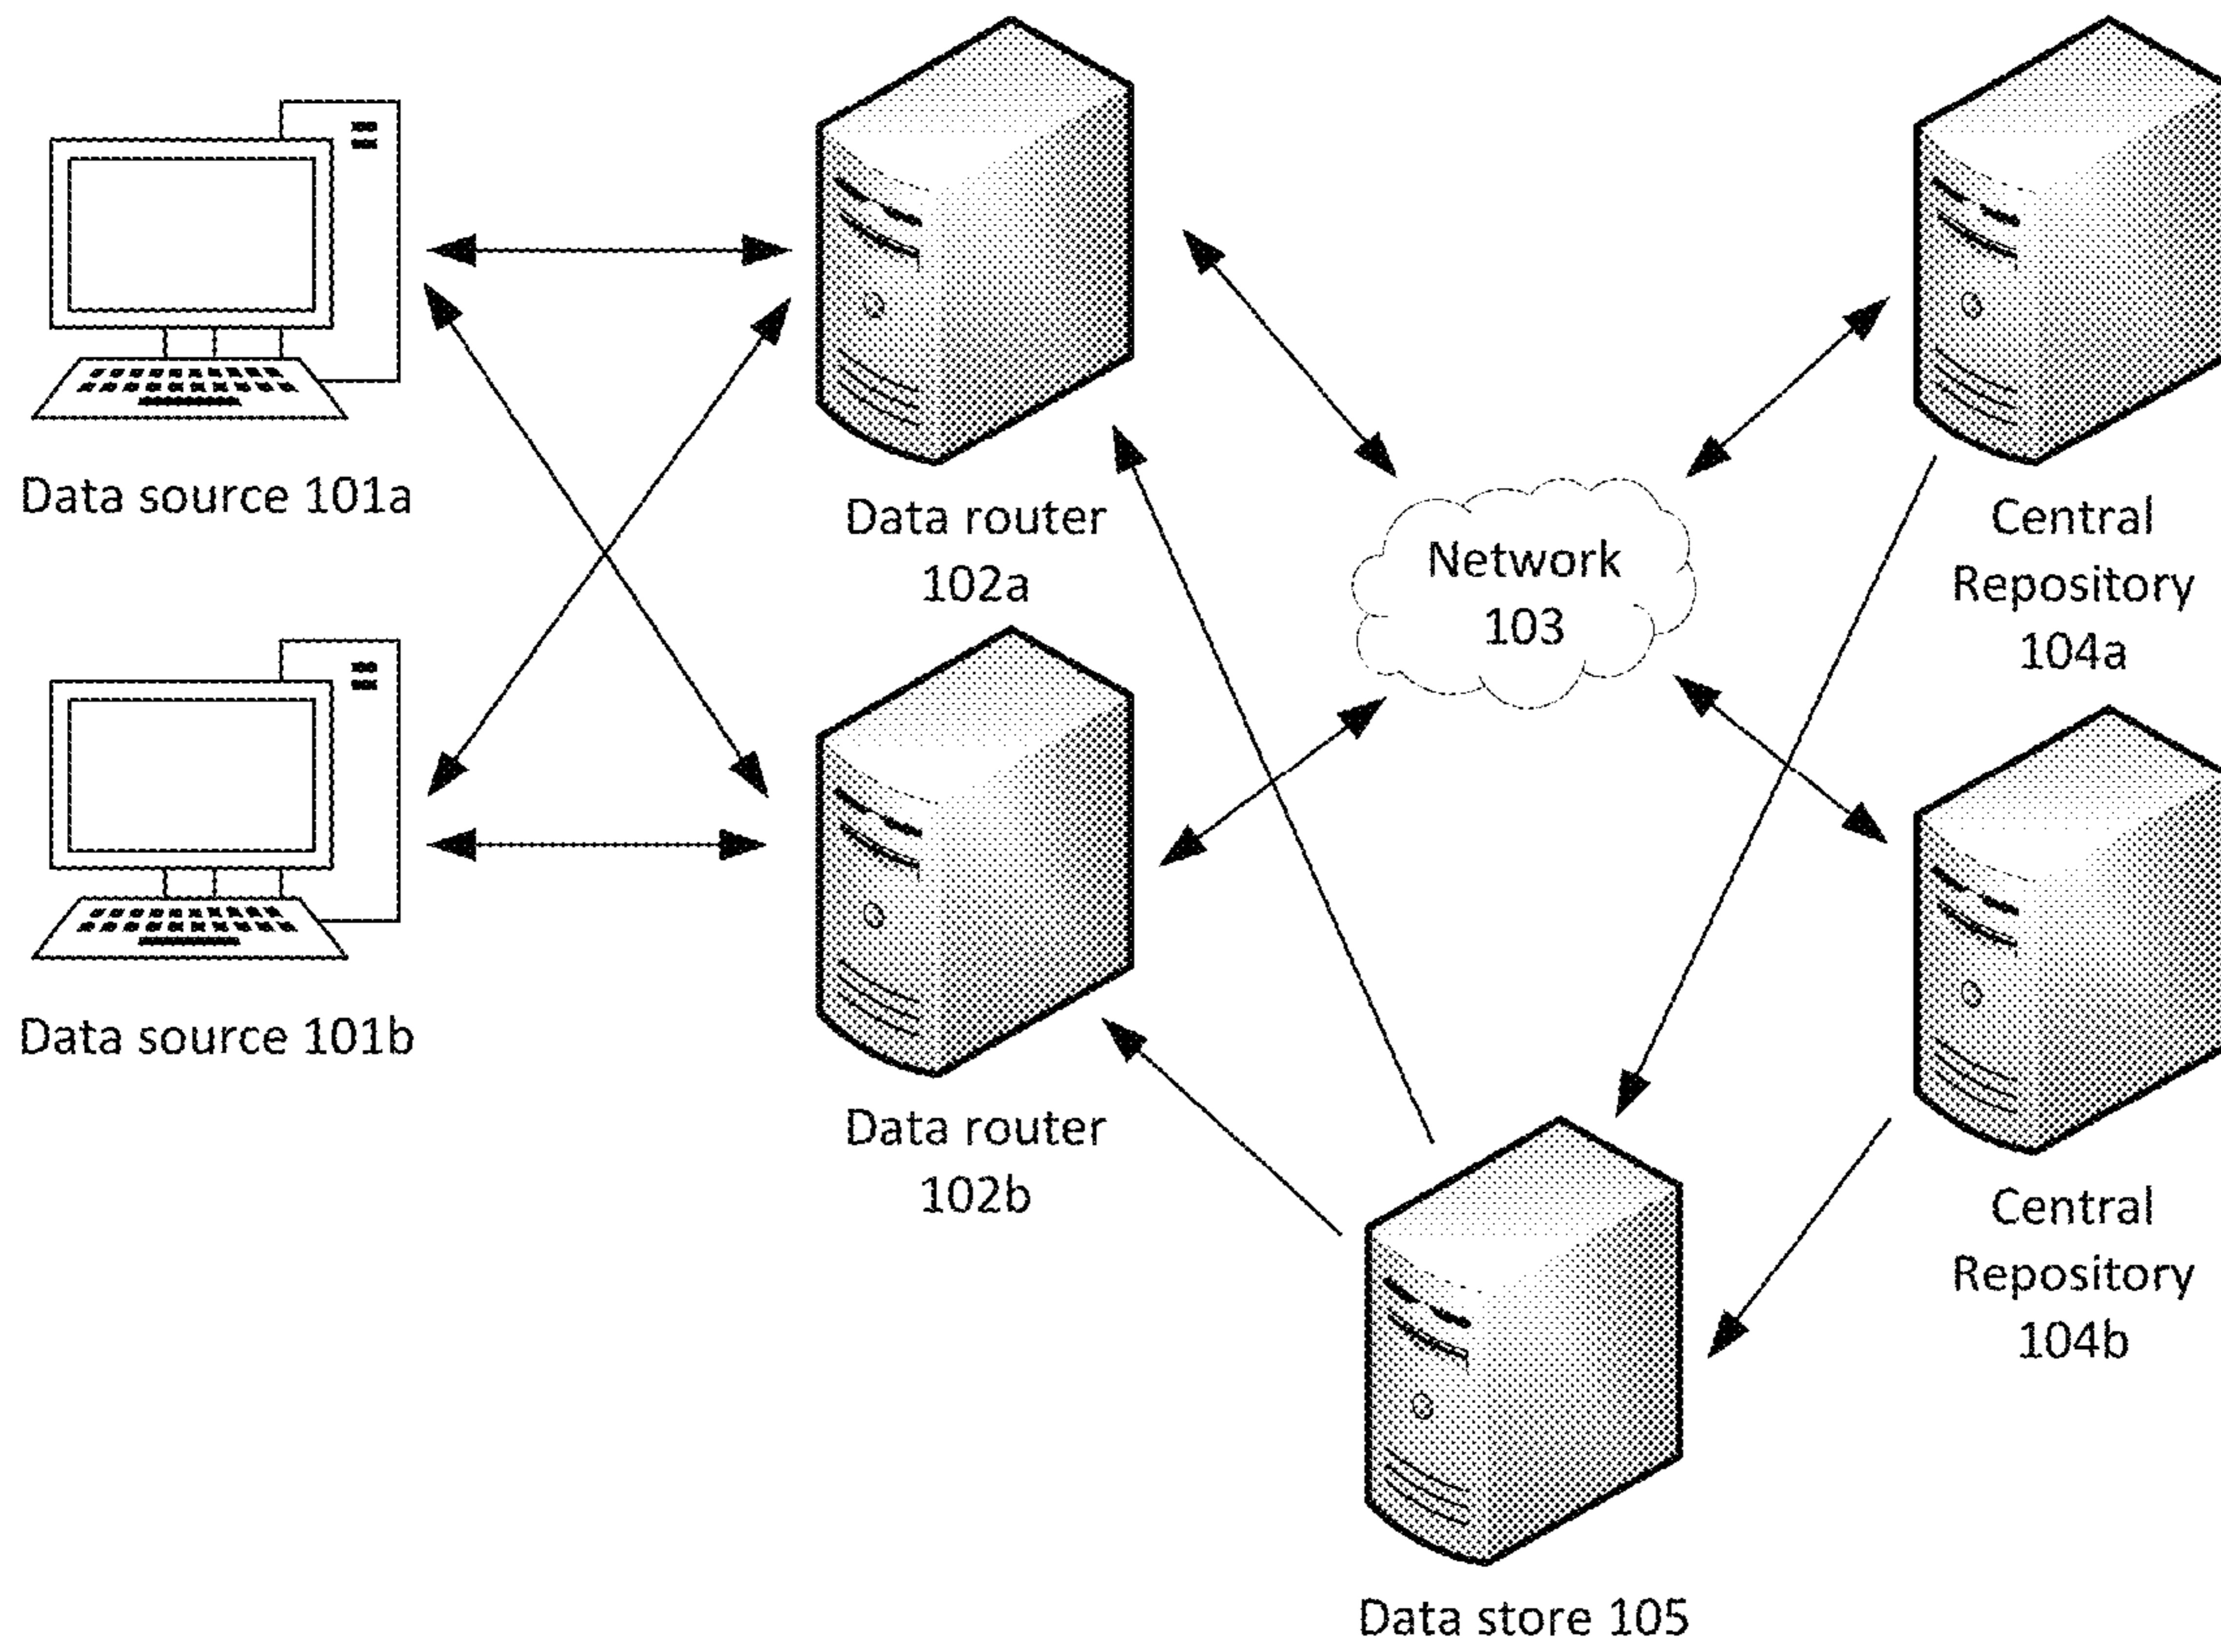 Data source 101a
Data router
102a
Network
103
Central
Repository
104a
Data source 101b
Data router
102b
Central
Repository
104b
Data store 105